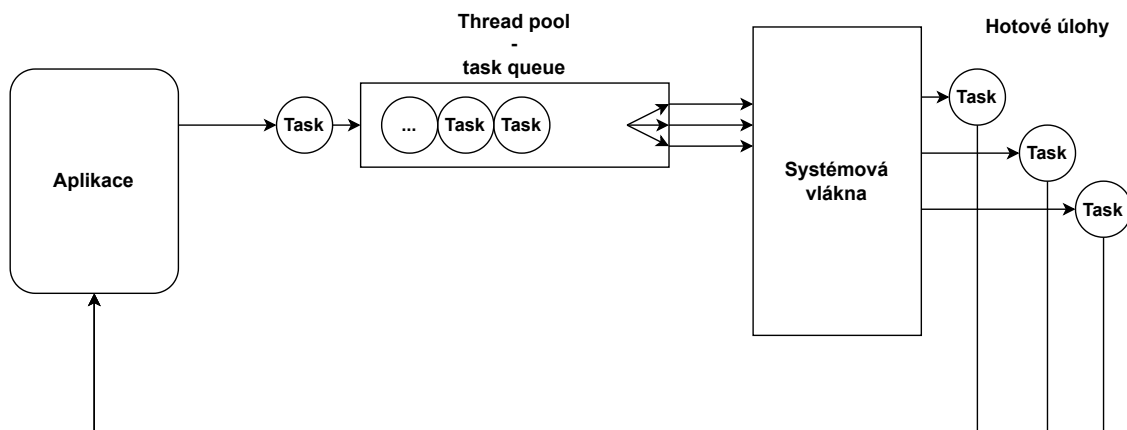 Thread pool
-
task queue
Hotové úlohy
Aplikace
Task
...
Task
Task
Systémová
vlákna
Task
Task
Task